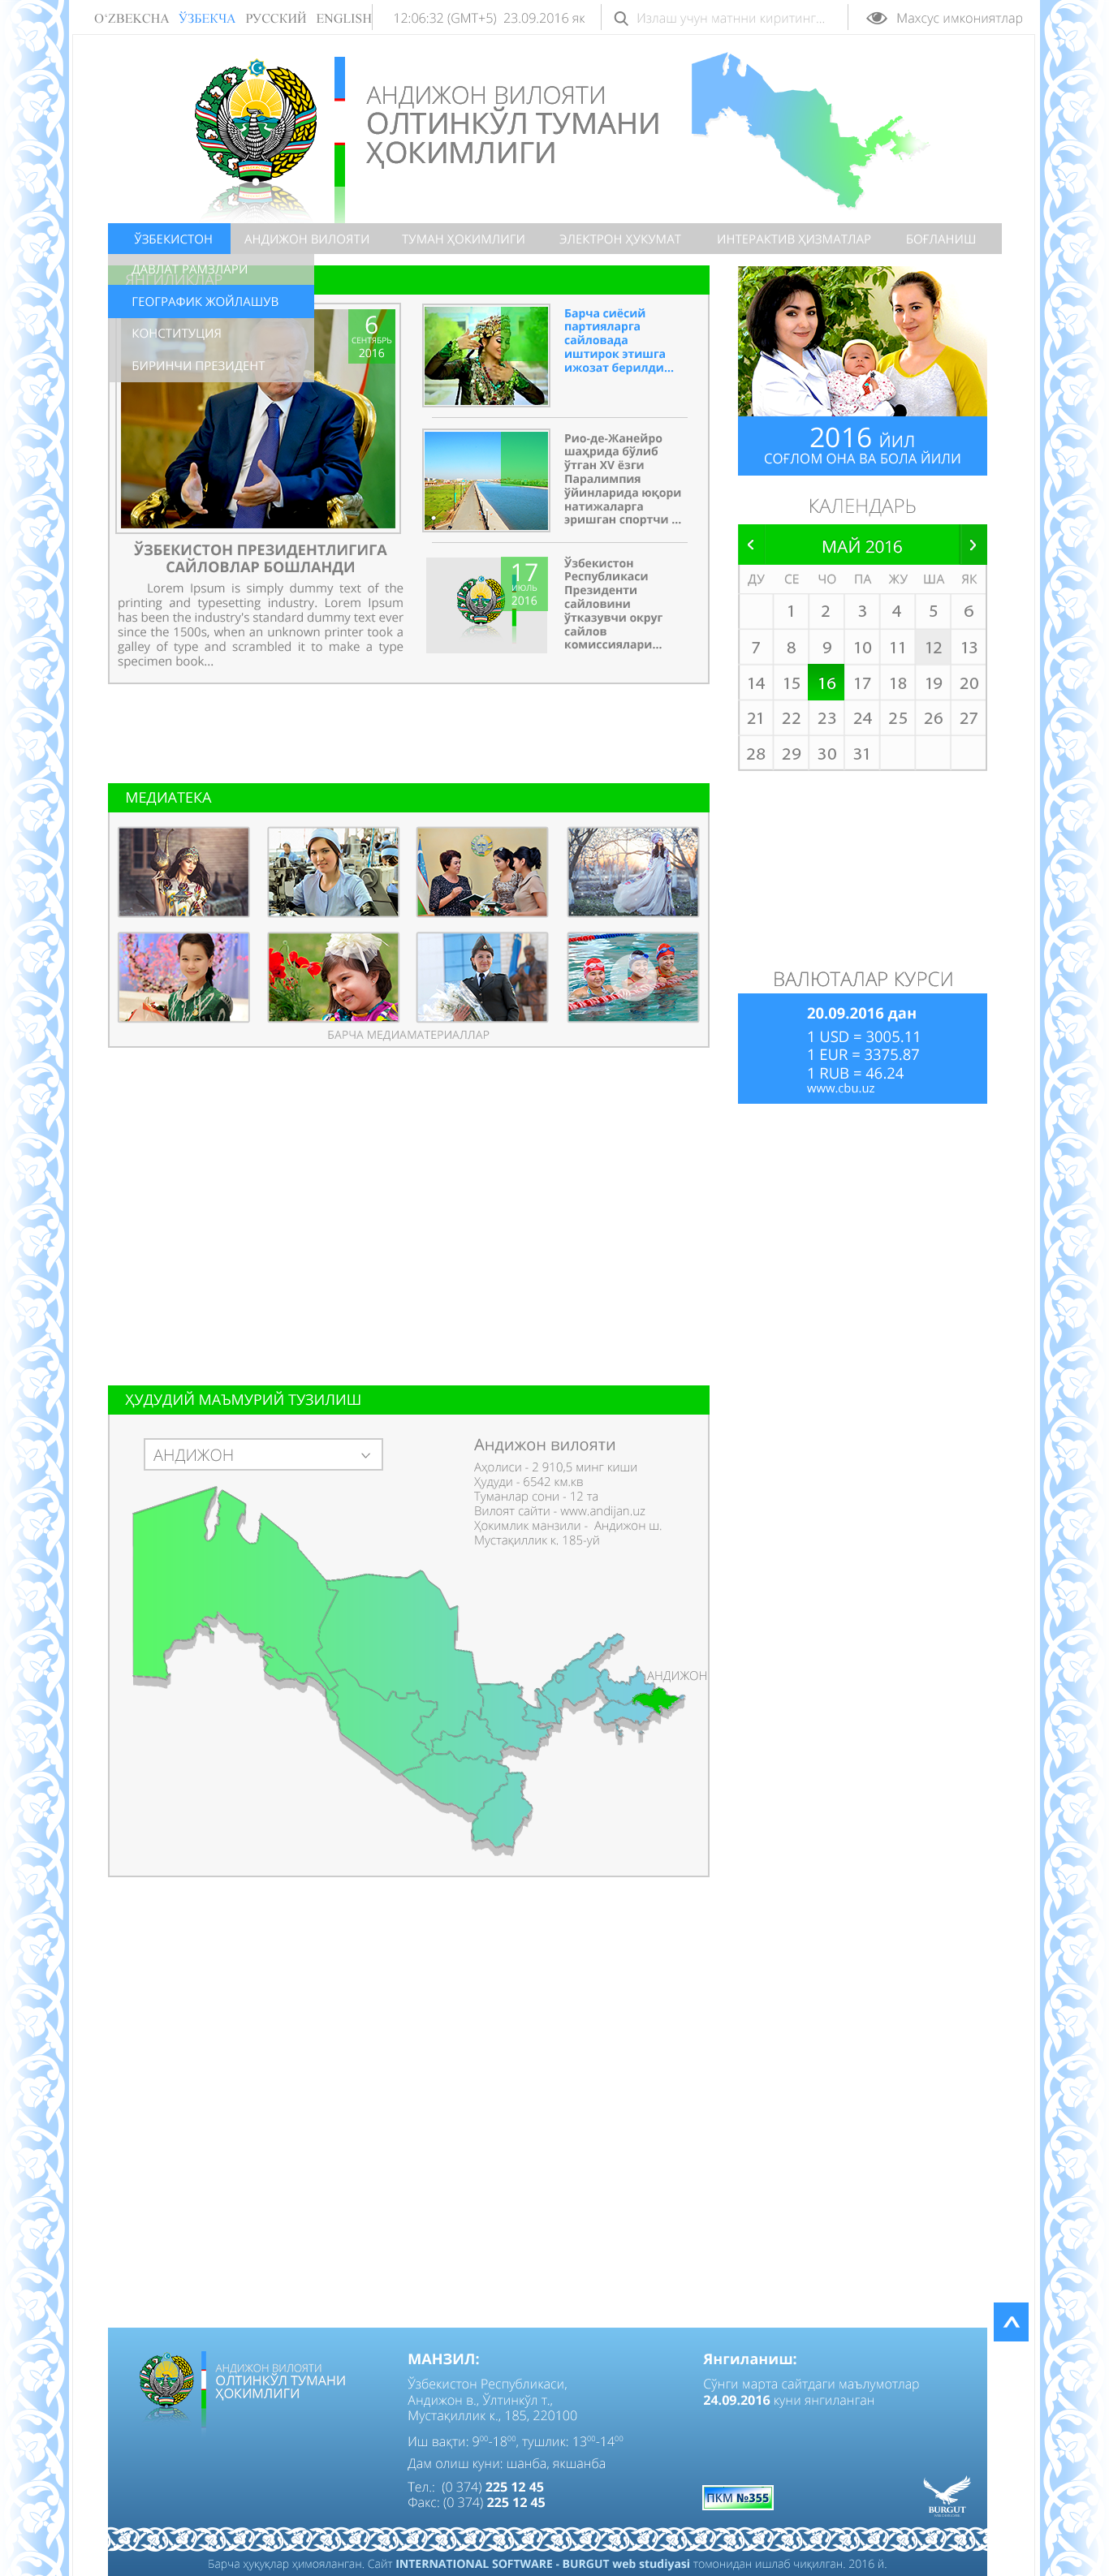 O‘ZBEKCHA ЎЗБЕКЧА РУССКИЙ ENGLISH
12:06:32 (GMT+5) 23.09.2016 як
Излаш учун матнни киритинг...
Махсус имкониятлар
АНДИЖОН ВИЛОЯТИ
ОЛТИНКЎЛ ТУМАНИ
ҲОКИМЛИГИ
ЎЗБЕКИСТОН АНДИЖОН ВИЛОЯТИ ТУМАН ҲОКИМЛИГИ ЭЛЕКТРОН ҲУКУМАТ ИНТЕРАКТИВ ҲИЗМАТЛАР БОҒЛАНИШ
ДАВЛАТ РАМЗЛАРИ
ЯНГИЛИКЛАР
ГЕОГРАФИК ЖОЙЛАШУВ
КОНСТИТУЦИЯ
БИРИНЧИ ПРЕЗИДЕНТ
6
СЕНТЯБРЬ
2016
ЎЗБЕКИСТОН ПРЕЗИДЕНТЛИГИГА
САЙЛОВЛАР БОШЛАНДИ
Lorem Ipsum is simply dummy text of the
printing and typesetting industry. Lorem Ipsum
has been the industry's standard dummy text ever
since the 1500s, when an unknown printer took a
galley of type and scrambled it to make a type
specimen book...
Барча сиёсий
партияларга
сайловада
иштирок этишга
ижозат берилди...
Рио-де-Жанейро
шаҳрида бўлиб
ўтган XV ёзги
Паралимпия
ўйинларида юқори
натижаларга
эришган спортчи ...
17
ИЮЛЬ
2016
Ўзбекистон
Республикаси
Президенти
сайловини
ўтказувчи округ
сайлов
комиссиялари...
2016 йил
СОҒЛОМ ОНА ВА БОЛА ЙИЛИ
КАЛЕНДАРЬ
МАЙ 2016
ДУ СЕ ЧО ПА ЖУ ША ЯК
1 2 3 4 5 6
7 8 9 10 11 12 13
14 15 16 17 18 19 20
21 22 23 24 25 26 27
28 29 30 31
МЕДИАТЕКА
БАРЧА МЕДИАМАТЕРИАЛЛАР
ВАЛЮТАЛАР КУРСИ
20.09.2016 дан
1 USD = 3005.11
1 EUR = 3375.87
1 RUB = 46.24
www.cbu.uz
ҲУДУДИЙ МАЪМУРИЙ ТУЗИЛИШ
АНДИЖОН
Андижон вилояти
Аҳолиси - 2 910,5 минг киши
Ҳудуди - 6542 км.кв
Туманлар сони - 12 та
Вилоят сайти - www.andijan.uz
Ҳокимлик манзили - Андижон ш.
Мустақиллик к. 185-уй
АНДИЖОН
АНДИЖОН ВИЛОЯТИ
ОЛТИНКЎЛ ТУМАНИ
ҲОКИМЛИГИ
МАНЗИЛ:
Ўзбекистон Республикаси,
Андижон в., Ўлтинкўл т.,
Мустақиллик к., 185, 220100
Иш вақти: 9⁰⁰-18⁰⁰, тушлик: 13⁰⁰-14⁰⁰
Дам олиш куни: шанба, якшанба
Тел.: (0 374) 225 12 45
Факс: (0 374) 225 12 45
Янгиланиш:
Сўнги марта сайтдаги маълумотлар
24.09.2016 куни янгиланган
ПКМ №355
BURGUT
Барча ҳуқуқлар ҳимояланган. Сайт INTERNATIONAL SOFTWARE - BURGUT web studiyasi томонидан ишлаб чиқилган. 2016 й.